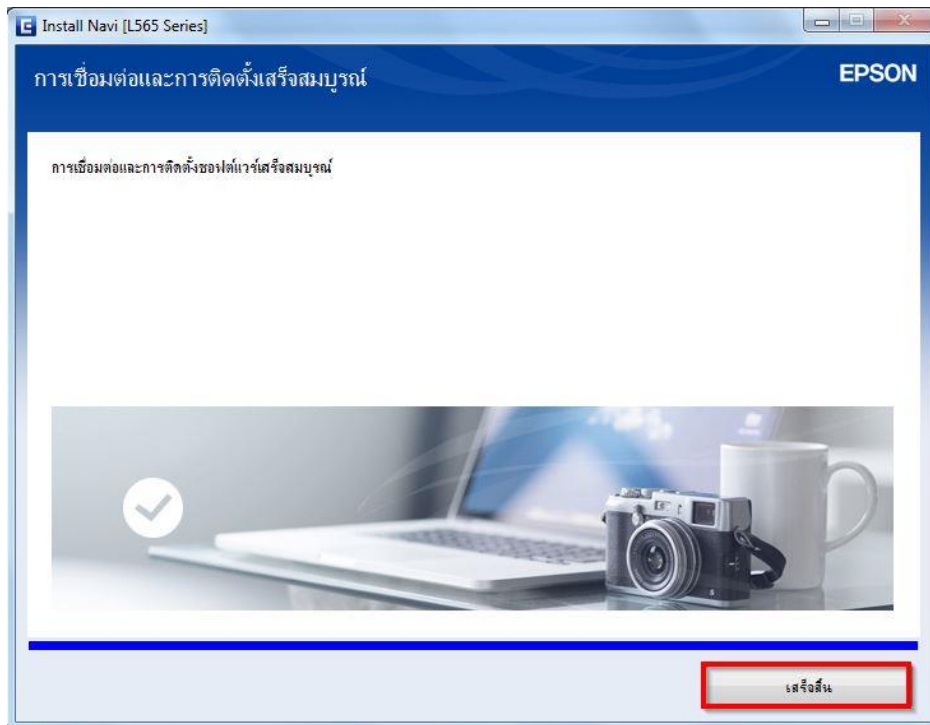 Install Navi [L565 Series]
การเชื่อมต่อและการติดตั้งเสร็จสมบูรณ์
EPSON
การเชื่อมต่อและการติดตั้งซอฟต์แวร์เสร็จสมบูรณ์
เสร็จสิ้น